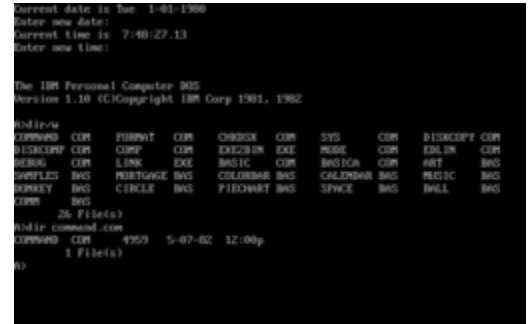 Current date is Tue  1-01-1980
Enter new date:
Current time is  7:48:27.13
Enter new time:
The IBM Personal Computer DOS
Version 1.10 (C)Copyright IBM Corp 1981, 1982
A>dir/w
COMMAND  COM    FORMAT   COM    CHKDSK   COM    SYS      COM    DISKCOPY COM
DISKCOMP COM    COMP     COM    EXE2BIN  EXE    MODE     COM    EDLIN    COM
DEBUG    COM    LINK     EXE    BASIC    COM    BASICA   COM    ART      BAS
SAMPLES  BAS    MORTGAGE BAS    COLORBAR BAS    CALENDAR BAS    MUSIC    BAS
DONKEY   BAS    CIRCLE   BAS    PIECHART BAS    SPACE    BAS    BALL     BAS
COMM     BAS
26 File(s)
A>dir command.com
COMMAND  COM     4959   5-07-82  12:00p
1 File(s)
A>